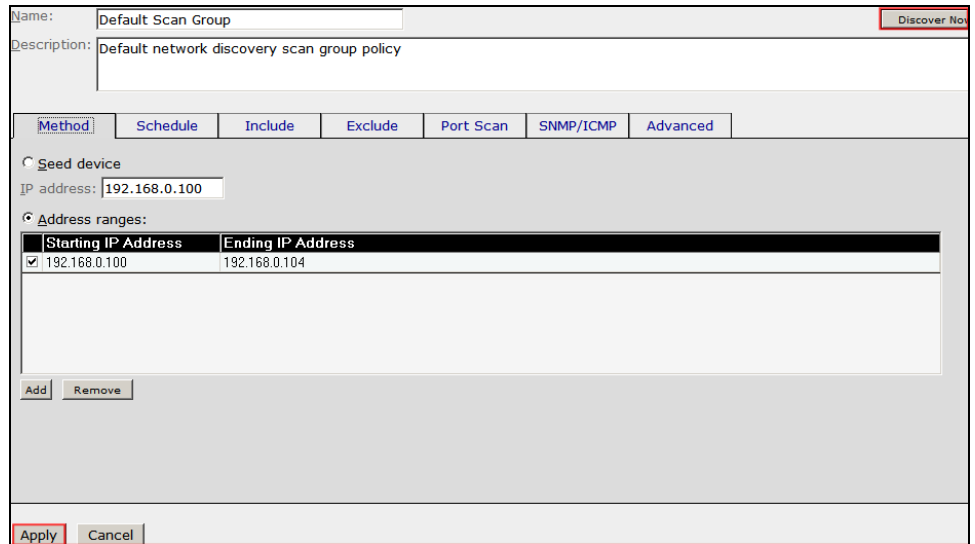 Name: Default Scan Group Discover Now
Description: Default network discovery scan group policy
Method Schedule Include Exclude Port Scan SNMP/ICMP Advanced
Seed device
IP address: 192.168.0.100
Address ranges:
Starting IP Address Ending IP Address
192.168.0.100 192.168.0.104
Add Remove
Apply Cancel